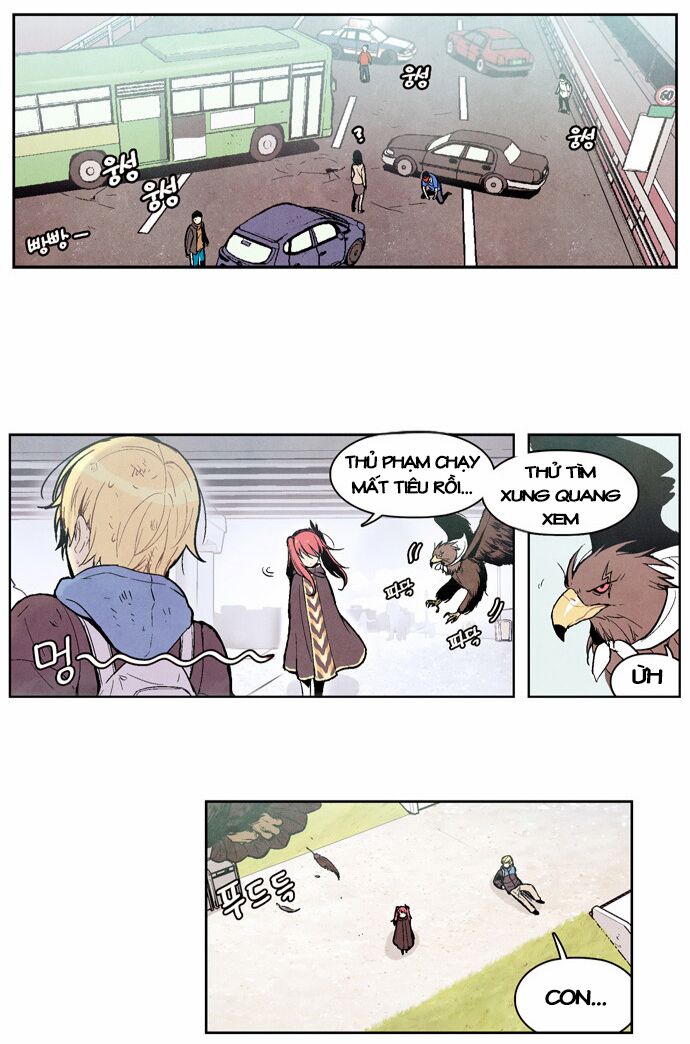 웅성
60
?
웅성
웅성
웅성
빵빵-
THỦ PHẠM CHẠY
MẤT TIÊU RỒI...
THỬ TÌM
XUNG QUANG
XEM
파닥
파닥
멍~
ỪH
푸드득
CON...